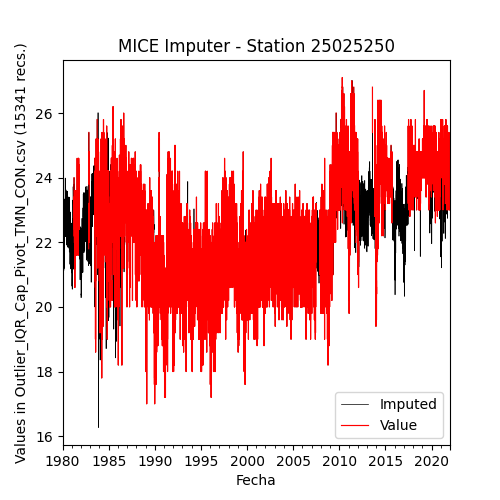 MICE Imputer - Station 25025250
Values in Outlier_IQR_Cap_Pivot_TMN_CON.csv (15341 recs.)
26
24
22
20
18
16
1980 1985 1990 1995 2000 2005 2010 2015 2020
Fecha
Imputed
Value